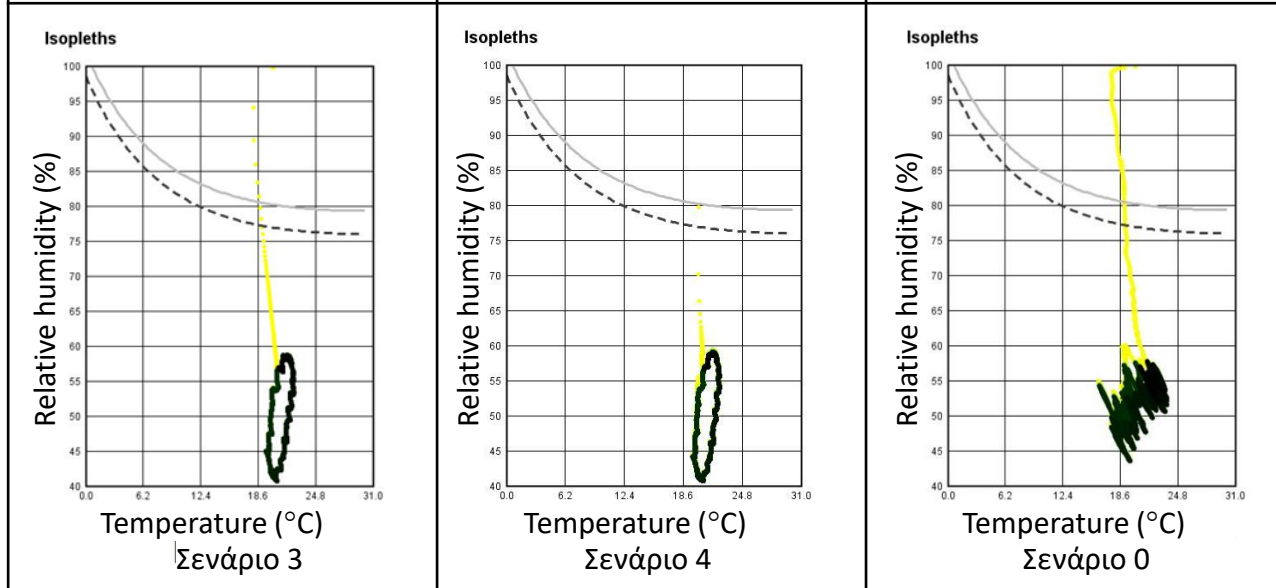 Isopleths
Relative humidity (%)
100
95
90
85
80
75
70
65
60
55
50
45
40
0.0 6.2 12.4 18.6 24.8 31.0
Temperature (°C)
Σενάριο 3
Isopleths
Relative humidity (%)
100
95
90
85
80
75
70
65
60
55
50
45
40
0.0 6.2 12.4 18.6 24.8 31.0
Temperature (°C)
Σενάριο 4
Isopleths
Relative humidity (%)
100
95
90
85
80
75
70
65
60
55
50
45
40
0.0 6.2 12.4 18.6 24.8 31.0
Temperature (°C)
Σενάριο 0